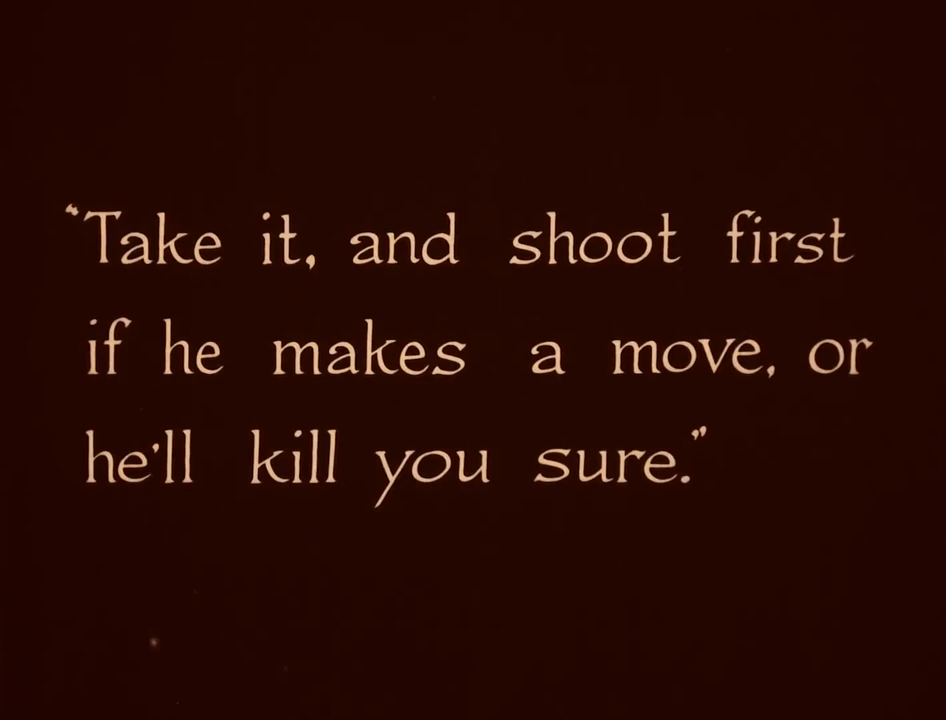 "Take it, and shoot first
if he makes a move, or
he'll kill you sure."